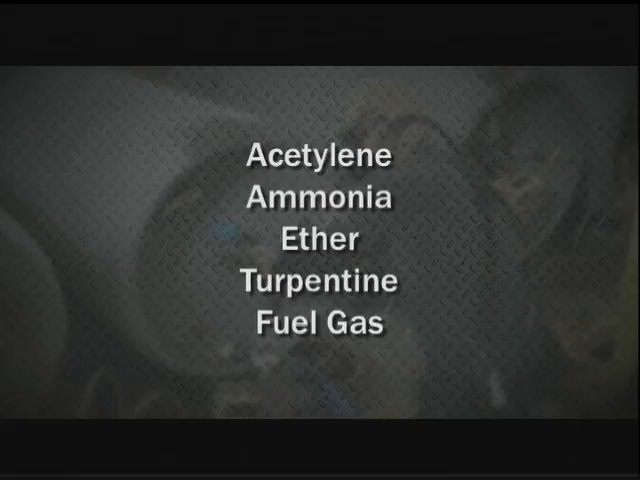 Acetylene
Ammonia
Ether
Turpentine
Fuel Gas